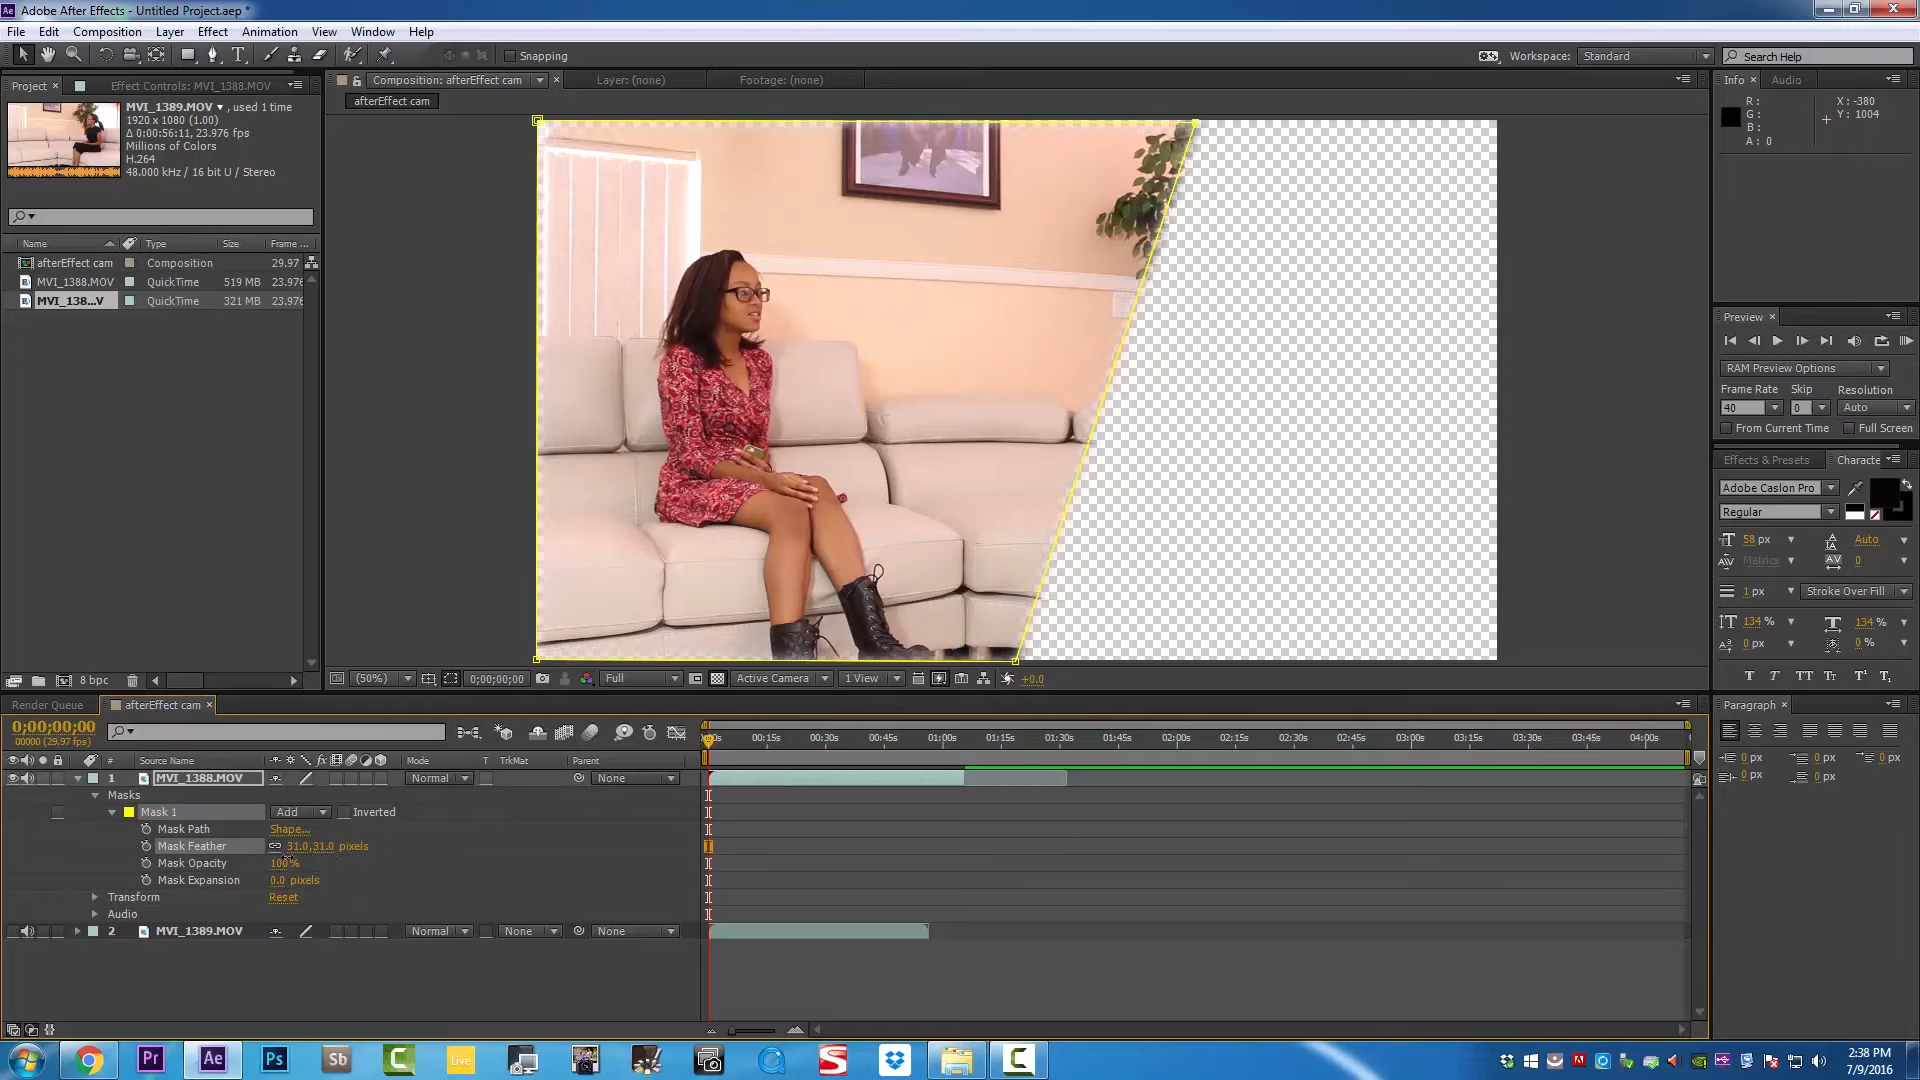 Ae Adobe After Effects - Untitled Project.aep *
File Edit Composition Layer Effect Animation View Window Help
Snapping Workspace: Standard Search Help
Project Effect Controls: MVI_1388.MOV Composition: afterEffect cam Layer: (none) Footage: (none) Info Audio
afterEffect cam
MVI_1389.MOV , used 1 time
1920 x 1080 (1.00)
Δ 0:00:56:11, 23.976 fps
Millions of Colors
H.264
48.000 kHz / 16 bit U / Stereo
R: X: -380
G: Y: 1004
B:
A: 0
Name Type Size Frame ...
afterEffect cam Composition 29.97
MVI_1388.MOV QuickTime 519 MB 23.976
MVI_138...V QuickTime 321 MB 23.976
Preview
RAM Preview Options
Frame Rate Skip Resolution
40 0 Auto
From Current Time Full Screen
Effects & Presets Characte
Adobe Caslon Pro
Regular
58 px Auto
Metrics 0
1 px Stroke Over Fill
134 % 134 %
0 px 0 %
8 bpc (50%) 0;00;00;00 Full Active Camera 1 View +0.0
Render Queue afterEffect cam
0;00;00;00
00000 (29.97 fps)
00s 00:15s 00:30s 00:45s 01:00s 01:15s 01:30s 01:45s 02:00s 02:15s 02:30s 02:45s 03:00s 03:15s 03:30s 03:45s 04:00s
# Source Name Mode T TrkMat Parent
1 MVI_1388.MOV Normal None
Masks
Mask 1 Add Inverted
Mask Path Shape...
Mask Feather 31.0,31.0 pixels
Mask Opacity 100%
Mask Expansion 0.0 pixels
Transform Reset
Audio
2 MVI_1389.MOV Normal None None
Paragraph
0 px 0 px 0 px
0 px 0 px
Pr Ae Ps Sb C Live S C
2:38 PM
7/9/2016